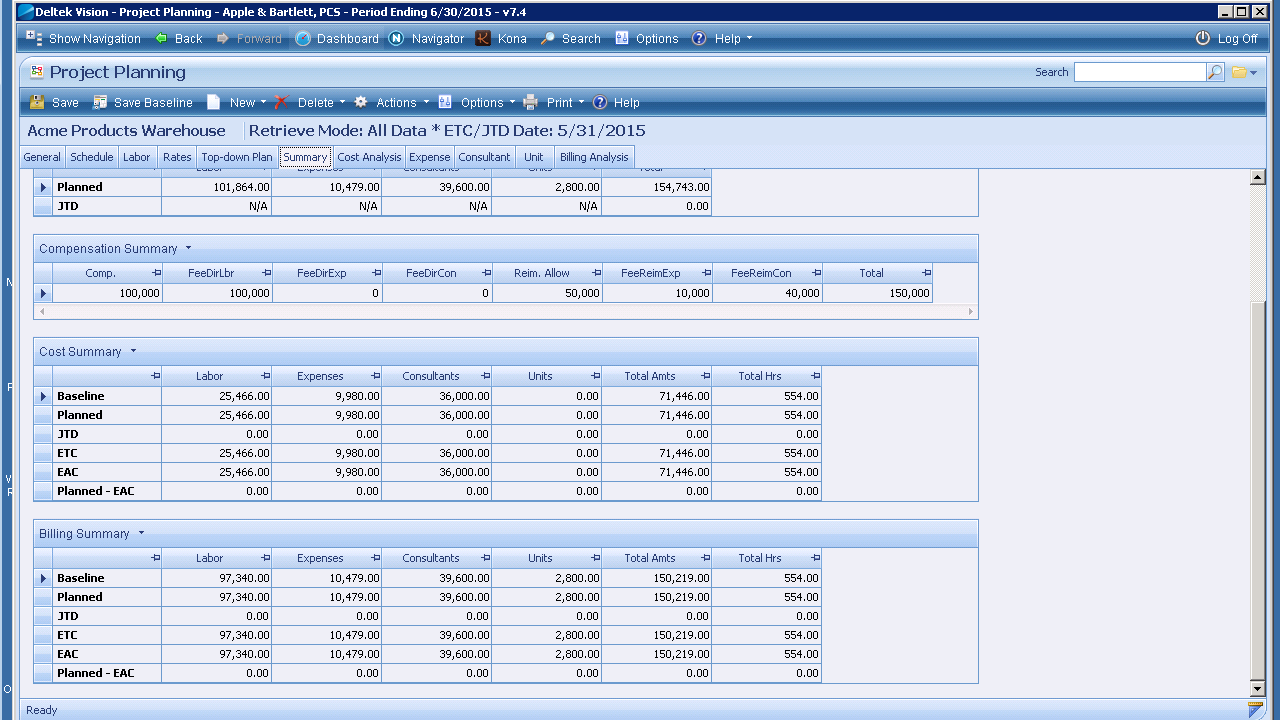 Deltek Vision - Project Planning - Apple & Bartlett, PCS - Period Ending 6/30/2015 - v7.4
Show Navigation Back Forward Dashboard Navigator Kona Search Options Help Log Off
Project Planning Search
Save Save Baseline New Delete Actions Options Print Help
Acme Products Warehouse Retrieve Mode: All Data * ETC/JTD Date: 5/31/2015
General Schedule Labor Rates Top-down Plan Summary Cost Analysis Expense Consultant Unit Billing Analysis
Planned 101,864.00 10,479.00 39,600.00 2,800.00 154,743.00
JTD N/A N/A N/A N/A 0.00
Compensation Summary
Comp. FeeDirLbr FeeDirExp FeeDirCon Reim. Allow FeeReimExp FeeReimCon Total
100,000 100,000 0 0 50,000 10,000 40,000 150,000
Cost Summary
Labor Expenses Consultants Units Total Amts Total Hrs
Baseline 25,466.00 9,980.00 36,000.00 0.00 71,446.00 554.00
Planned 25,466.00 9,980.00 36,000.00 0.00 71,446.00 554.00
JTD 0.00 0.00 0.00 0.00 0.00 0.00
ETC 25,466.00 9,980.00 36,000.00 0.00 71,446.00 554.00
EAC 25,466.00 9,980.00 36,000.00 0.00 71,446.00 554.00
Planned - EAC 0.00 0.00 0.00 0.00 0.00 0.00
Billing Summary
Labor Expenses Consultants Units Total Amts Total Hrs
Baseline 97,340.00 10,479.00 39,600.00 2,800.00 150,219.00 554.00
Planned 97,340.00 10,479.00 39,600.00 2,800.00 150,219.00 554.00
JTD 0.00 0.00 0.00 0.00 0.00 0.00
ETC 97,340.00 10,479.00 39,600.00 2,800.00 150,219.00 554.00
EAC 97,340.00 10,479.00 39,600.00 2,800.00 150,219.00 554.00
Planned - EAC 0.00 0.00 0.00 0.00 0.00 0.00
Ready